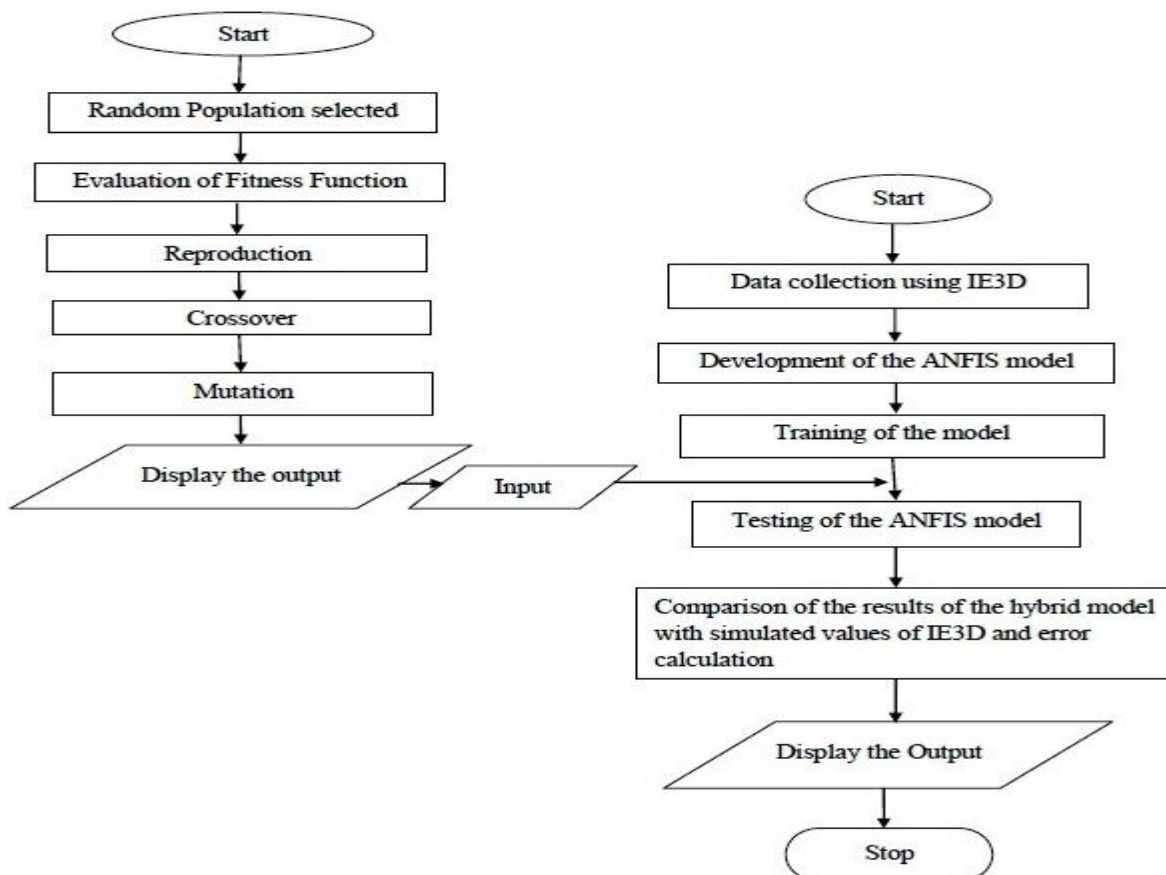 Start
Random Population selected
Evaluation of Fitness Function
Reproduction
Crossover
Mutation
Display the output
Input
Start
Data collection using IE3D
Development of the ANFIS model
Training of the model
Testing of the ANFIS model
Comparison of the results of the hybrid model
with simulated values of IE3D and error
calculation
Display the Output
Stop